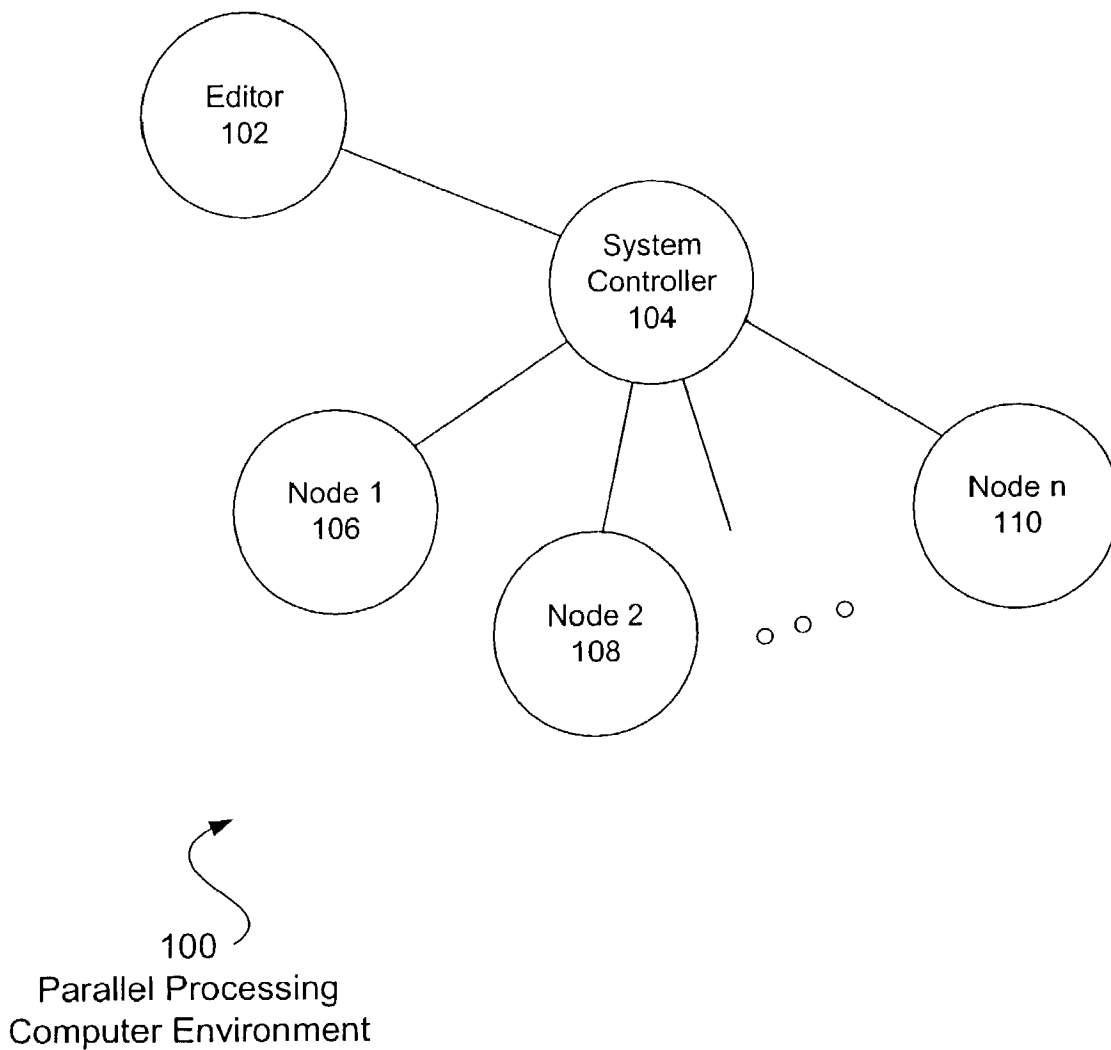 Editor
102
System
Controller
104
Node 1
106
Node 2
108
Node n
110
100
Parallel Processing
Computer Environment